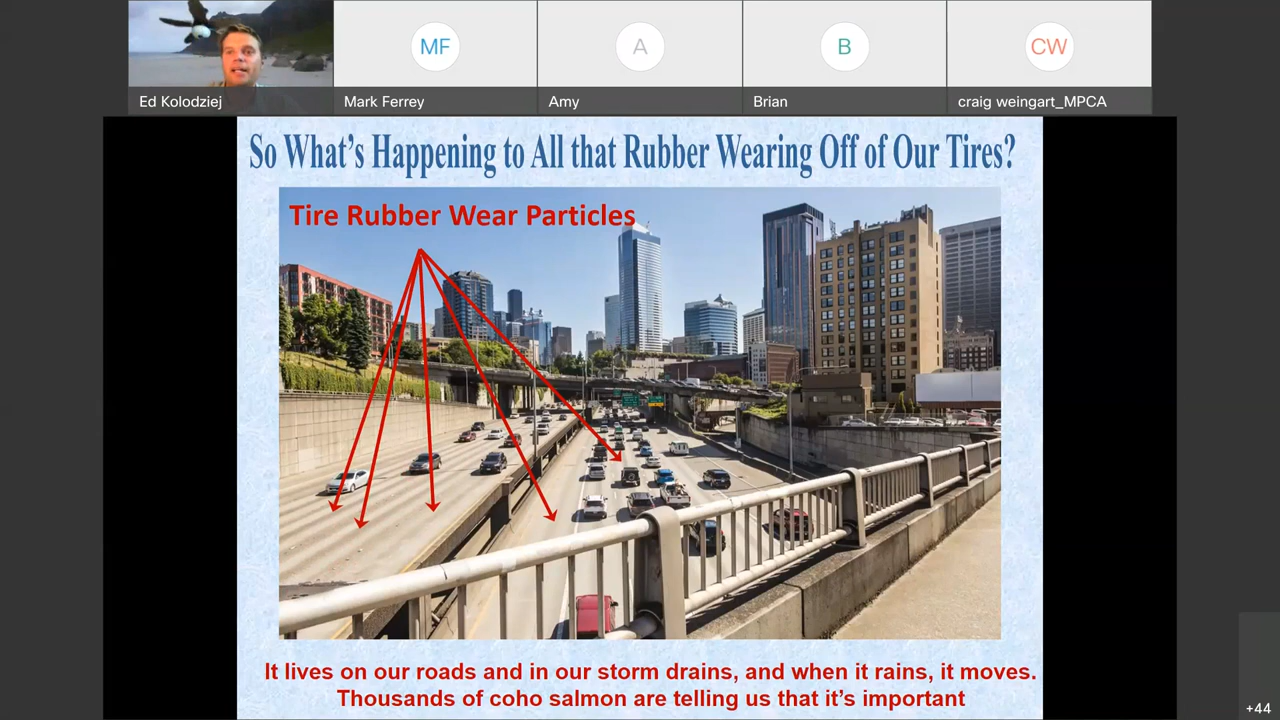 MF
A
B
CW
Ed Kolodziej
Mark Ferrey
Amy
Brian
craig weingart_MPCA
So What's Happening to All that Rubber Wearing Off of Our Tires?
Tire Rubber Wear Particles
It lives on our roads and in our storm drains, and when it rains, it moves.
Thousands of coho salmon are telling us that it's important
+44